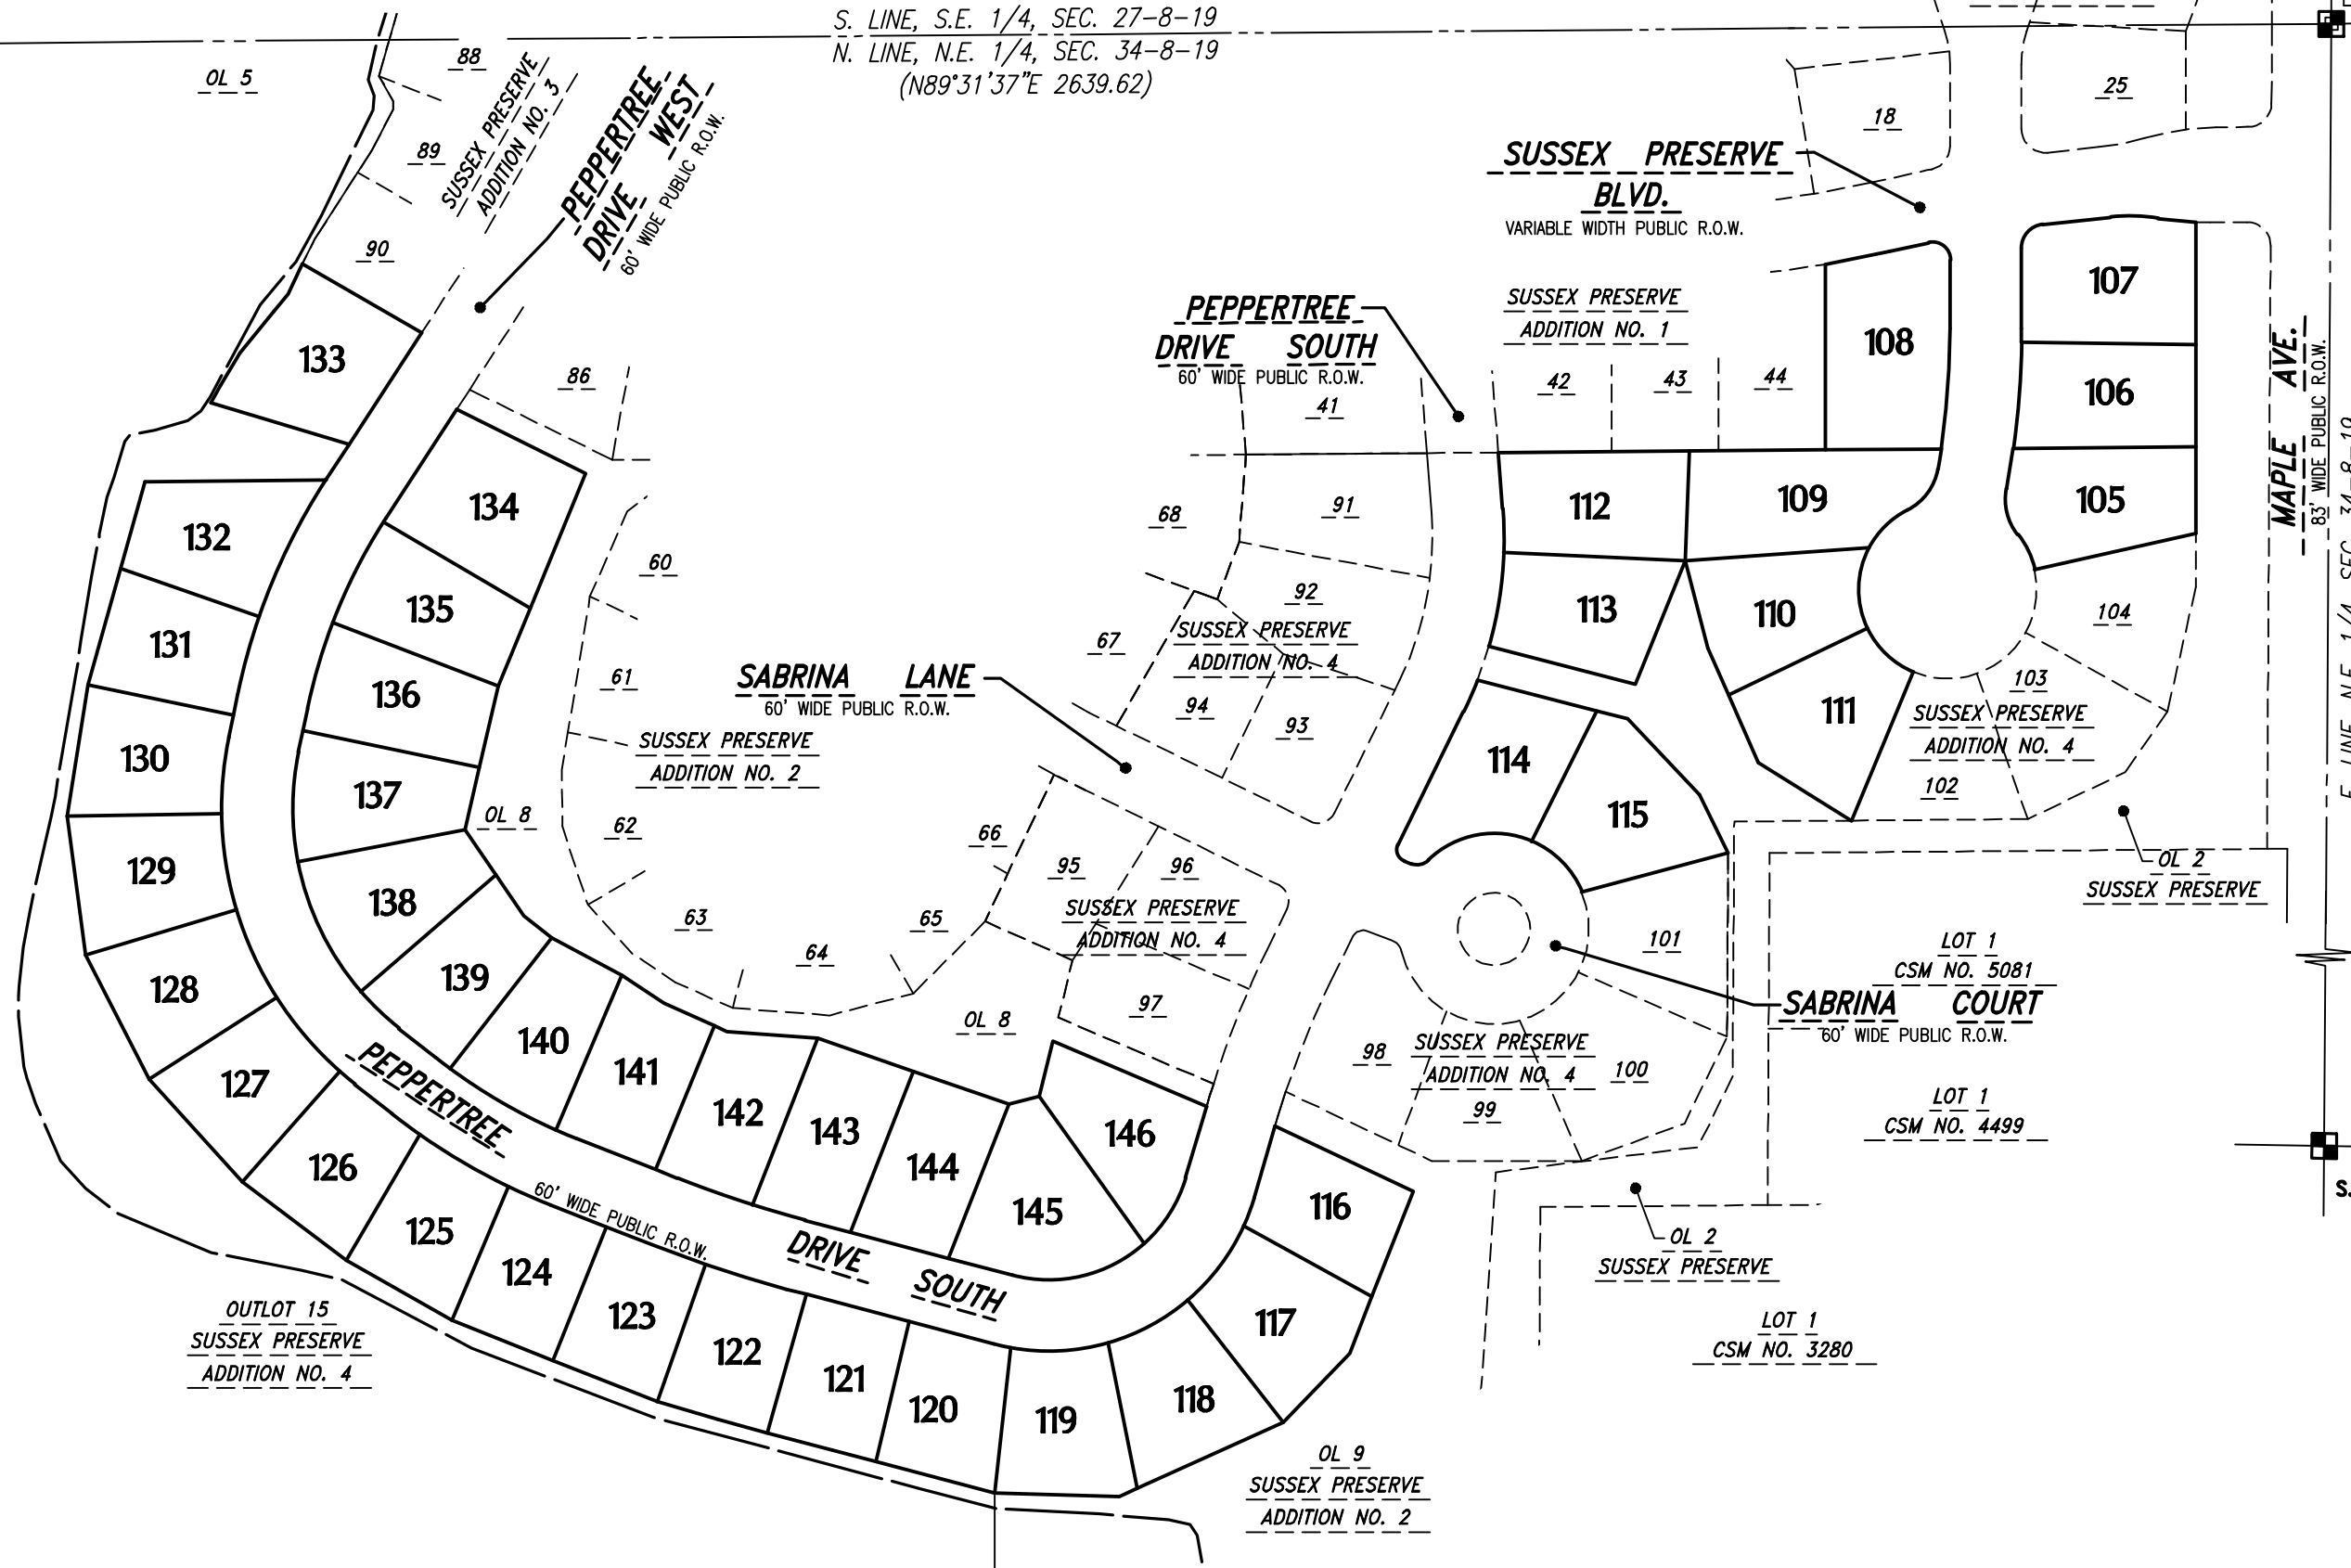 S. LINE, S.E. 1/4, SEC. 27-8-19
N. LINE, N.E. 1/4, SEC. 34-8-19
(N89°31'37"E 2639.62)
OL 5
88
89
90
SUSSEX PRESERVE
ADDITION NO. 3
PEPPERTREE
DRIVE WEST
60' WIDE PUBLIC R.O.W.
18
25
SUSSEX PRESERVE
BLVD.
VARIABLE WIDTH PUBLIC R.O.W.
PEPPERTREE
DRIVE SOUTH
60' WIDE PUBLIC R.O.W.
SUSSEX PRESERVE
ADDITION NO. 1
41
42
43
44
108
107
106
105
MAPLE AVE.
83' WIDE PUBLIC R.O.W.
E. LINE, N.E. 1/4, SEC. 34-8-19
133
86
134
132
135
131
136
130
137
129
138
128
139
127
140
141
126
142
143
125
144
124
145
146
123
122
121
120
119
118
117
116
60
61
62
63
64
65
66
67
68
OL 8
OL 8
SUSSEX PRESERVE
ADDITION NO. 2
SABRINA LANE
60' WIDE PUBLIC R.O.W.
91
92
SUSSEX PRESERVE
ADDITION NO. 4
94
93
95
96
SUSSEX PRESERVE
ADDITION NO. 4
97
112
109
113
110
111
114
115
104
103
SUSSEX PRESERVE
ADDITION NO. 4
102
101
OL 2
SUSSEX PRESERVE
LOT 1
CSM NO. 5081
SABRINA COURT
60' WIDE PUBLIC R.O.W.
98
SUSSEX PRESERVE
ADDITION NO. 4
100
99
LOT 1
CSM NO. 4499
S.
OL 2
SUSSEX PRESERVE
LOT 1
CSM NO. 3280
PEPPERTREE
DRIVE SOUTH
60' WIDE PUBLIC R.O.W.
OUTLOT 15
SUSSEX PRESERVE
ADDITION NO. 4
OL 9
SUSSEX PRESERVE
ADDITION NO. 2